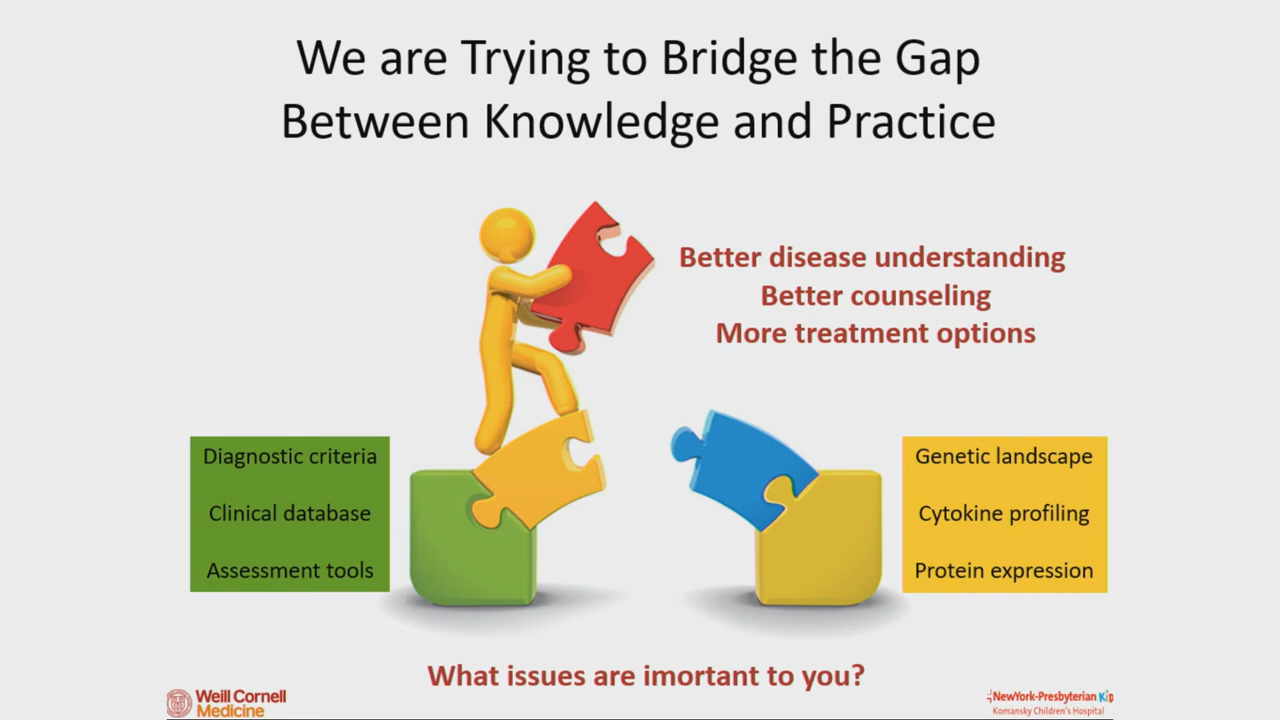 We are Trying to Bridge the Gap
Between Knowledge and Practice
Better disease understanding
Better counseling
More treatment options
Diagnostic criteria
Clinical database
Assessment tools
Genetic landscape
Cytokine profiling
Protein expression
What issues are imortant to you?
Weill Cornell
Medicine
NewYork-Presbyterian
Komansky Children's Hospital